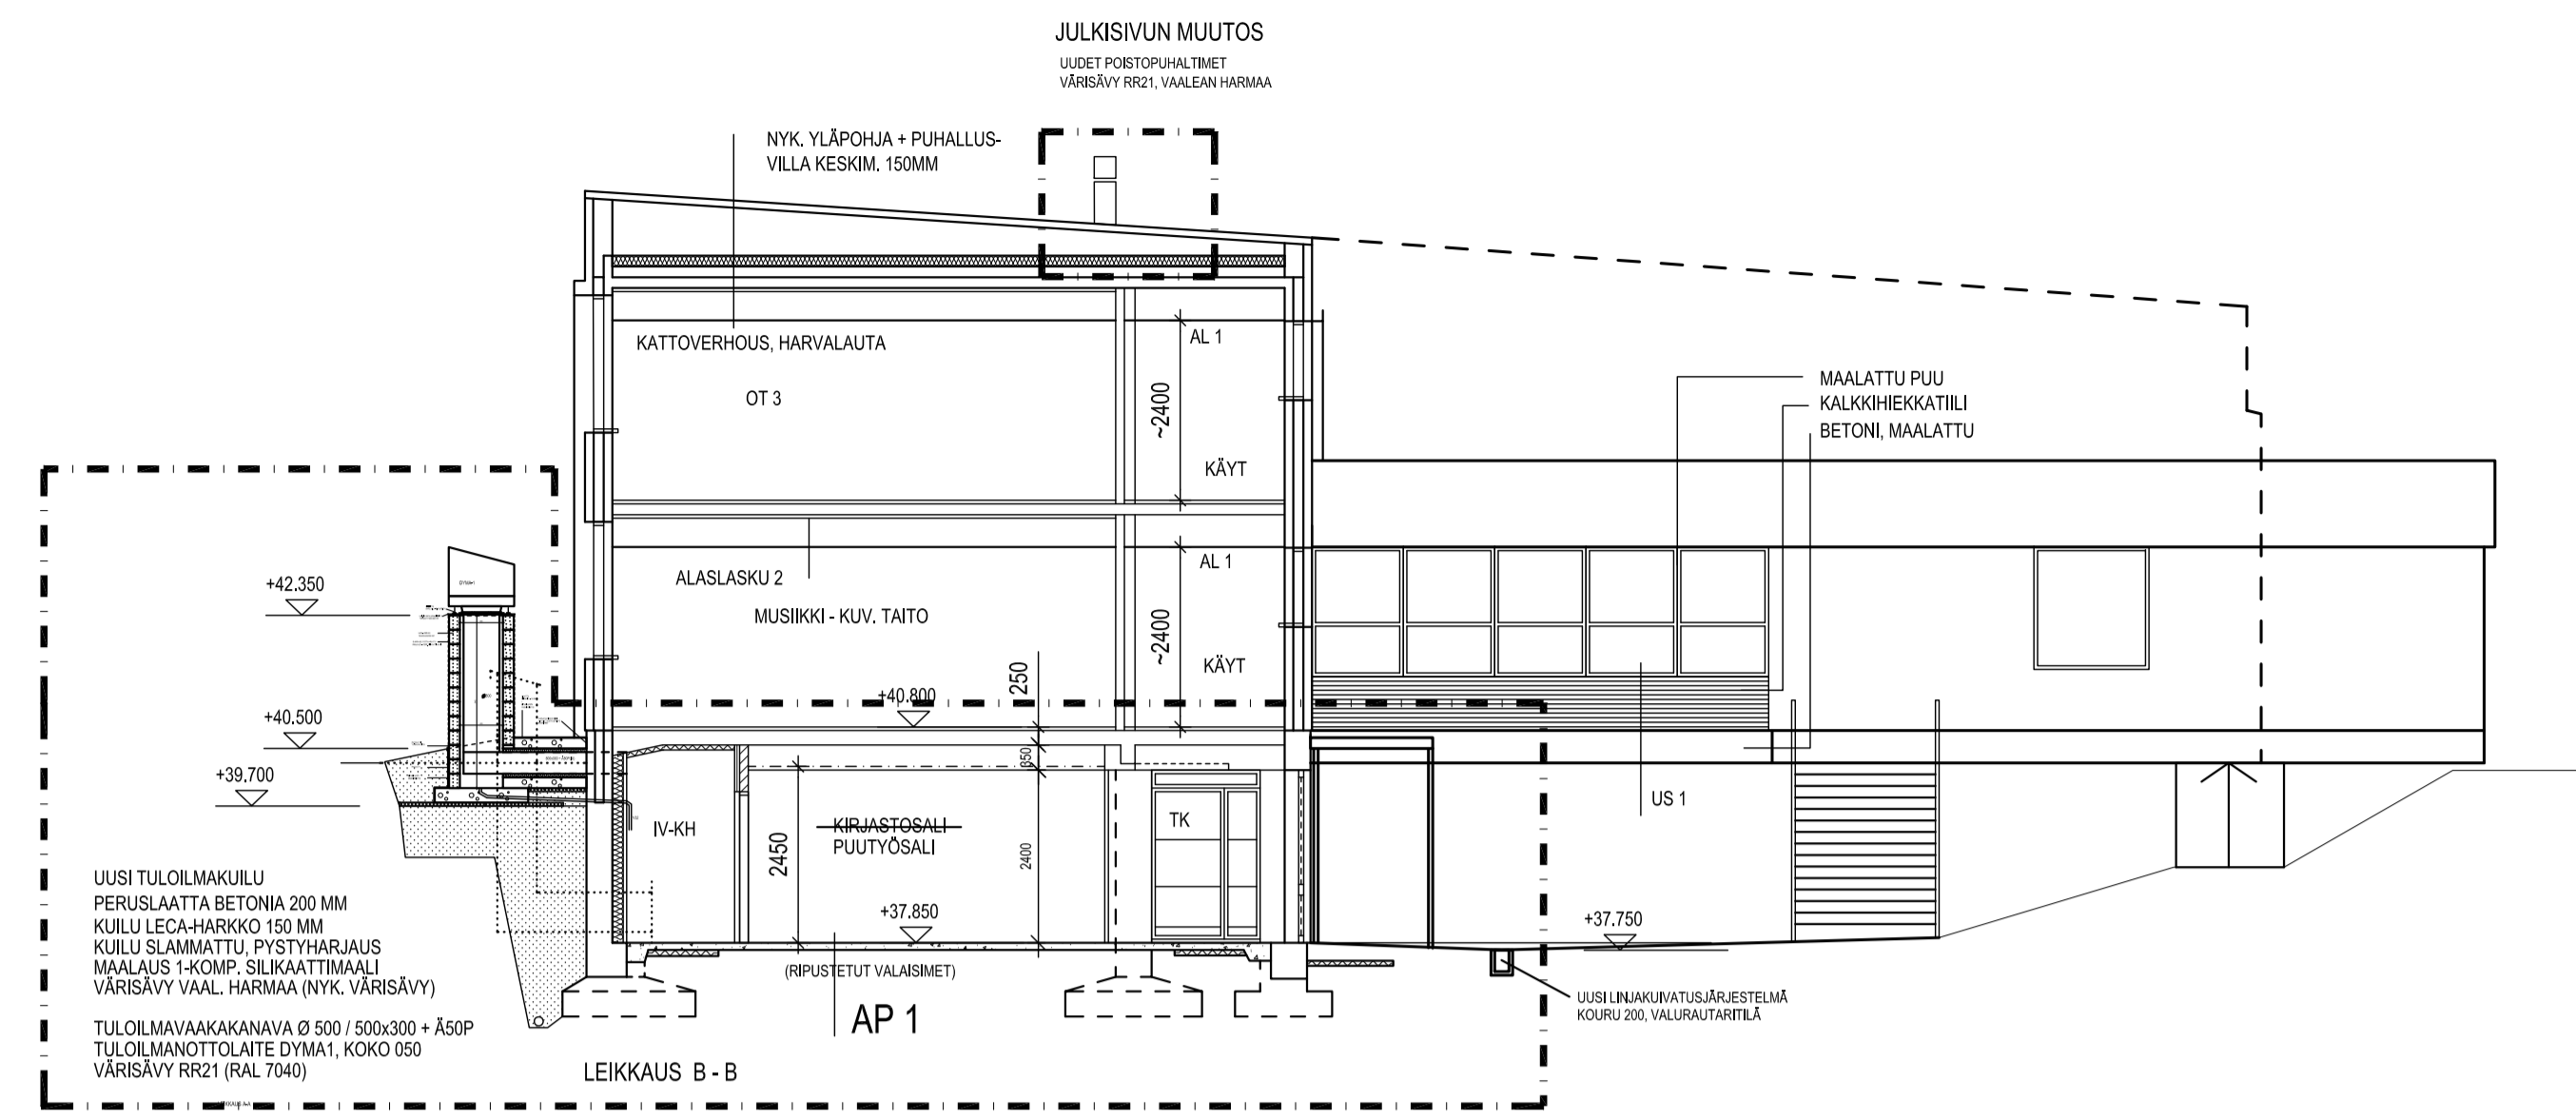 JULKISIVUN MUUTOS
UUDET POISTOPUHALTIMET
VÄRISÄVY RR21, VAALEAN HARMAA
NYK. YLÄPOHJA + PUHALLUS-
VILLA KESKIM. 150MM
KATTOVERHOUS, HARVALAUTA
AL 1
OT 3
~2400
KÄYT
MAALATTU PUU
KALKKIHIEKKATIILI
BETONI, MAALATTU
ALASLASKU 2
AL 1
MUSIIKKI - KUV. TAITO
~2400
KÄYT
250
+40.800
+42.350
+40.500
+39.700
350
IV-KH
2450
KIRJASTOSALI
PUUTYÖSALI
2400
TK
US 1
+37.850
+37.750
(RIPUSTETUT VALAISIMET)
AP 1
UUSI LINJAKUIVATUSJÄRJESTELMÄ
KOURU 200, VALURAUTARITILÄ
UUSI TULOILMAKUILU
PERUSLAATTA BETONIA 200 MM
KUILU LECA-HARKKO 150 MM
KUILU SLAMMATTU, PYSTYHARJAUS
MAALAUS 1-KOMP. SILIKAATTIMAALI
VÄRISÄVY VAAL. HARMAA (NYK. VÄRISÄVY)
TULOILMAVAAKAKANAVA Ø 500 / 500x300 + Ä50P
TULOILMANOTTOLAITE DYMA1, KOKO 050
VÄRISÄVY RR21 (RAL 7040)
LEIKKAUS B - B